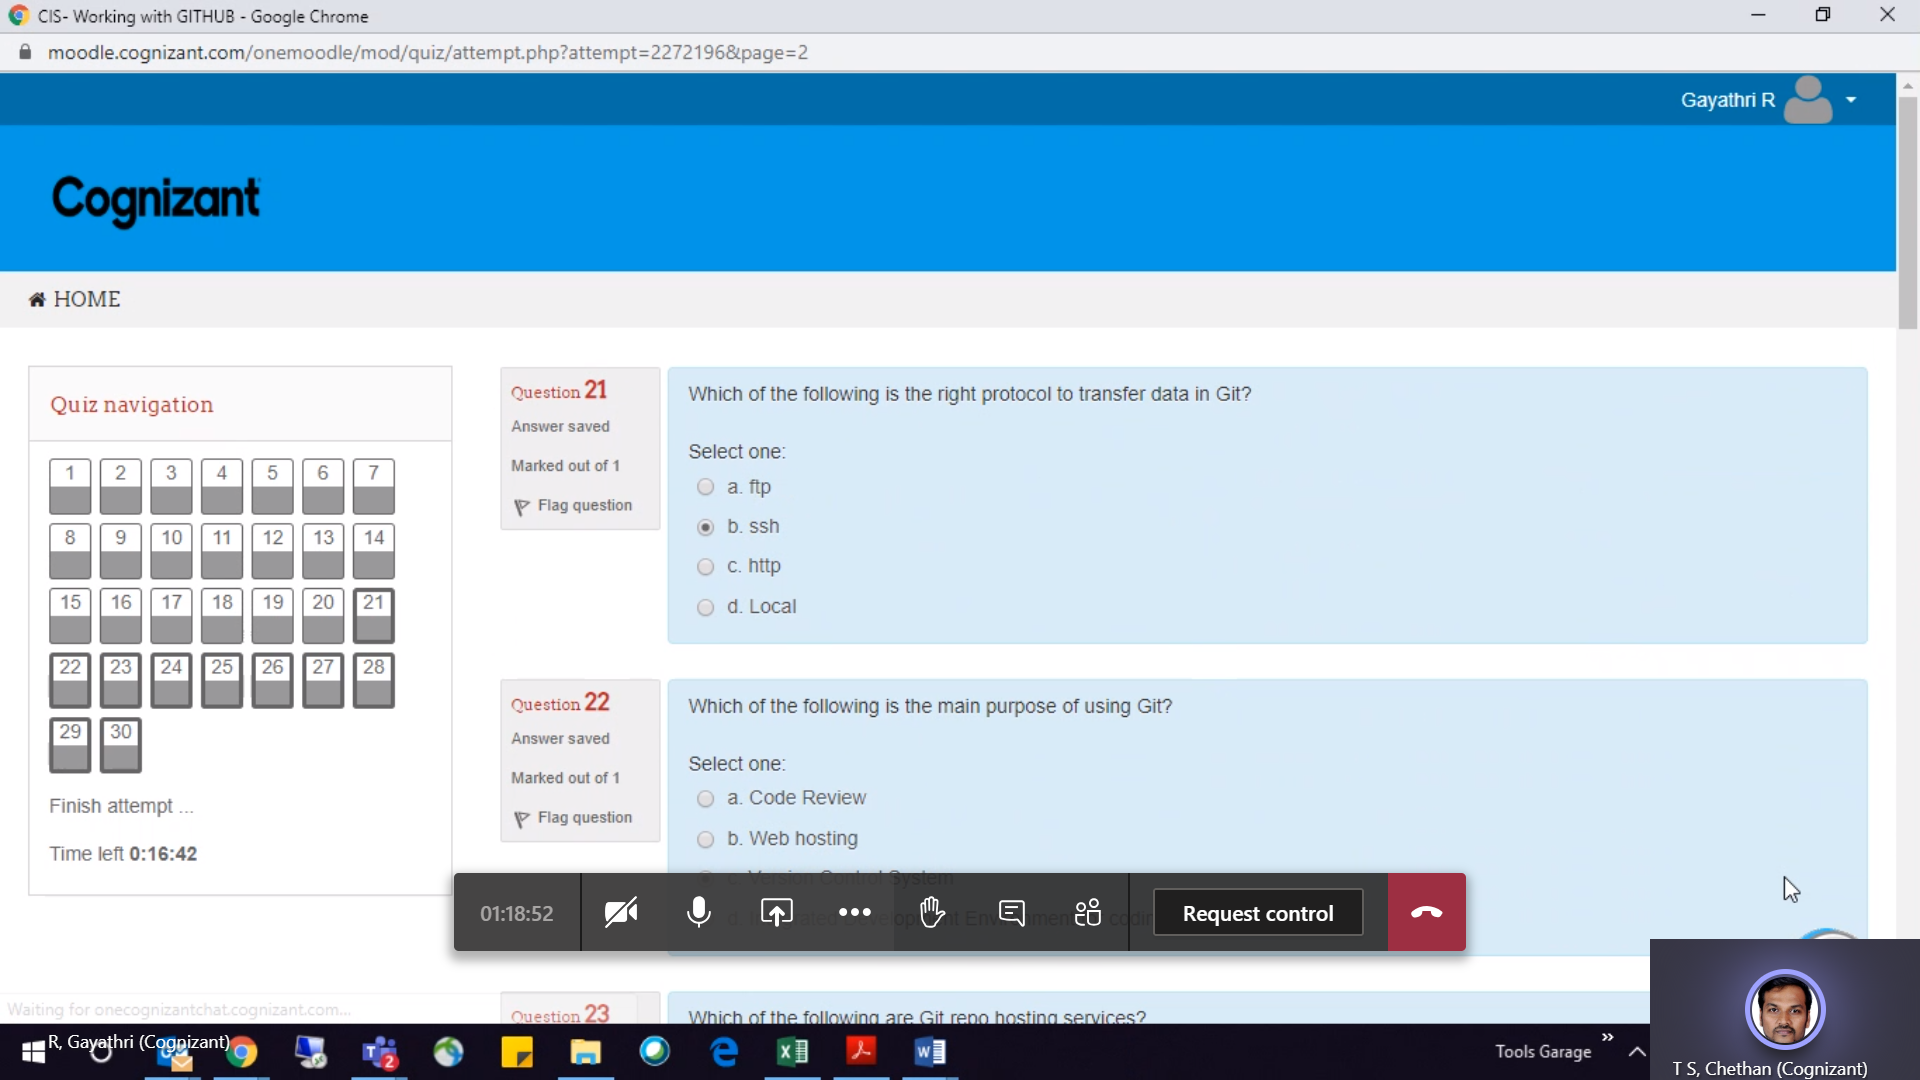 CIS- Working with GITHUB - Google Chrome
moodle.cognizant.com/onemoodle/mod/quiz/attempt.php?attempt=2272196&page=2
Gayathri R
Cognizant
HOME
Quiz navigation
1 2 3 4 5 6 7
8 9 10 11 12 13 14
15 16 17 18 19 20 21
22 23 24 25 26 27 28
29 30
Finish attempt ...
Time left 0:16:42
Question 21
Answer saved
Marked out of 1
Flag question
Which of the following is the right protocol to transfer data in Git?
Select one:
a. ftp
b. ssh
c. http
d. Local
Question 22
Answer saved
Marked out of 1
Flag question
Which of the following is the main purpose of using Git?
Select one:
a. Code Review
b. Web hosting
c. Version Control System
d. Integrated Development Environment
01:18:52
Request control
Question 23
Which of the following are Git repo hosting services?
Waiting for onecognizantchat.cognizant.com...
R, Gayathri (Cognizant)
2
Tools Garage
T S, Chethan (Cognizant)